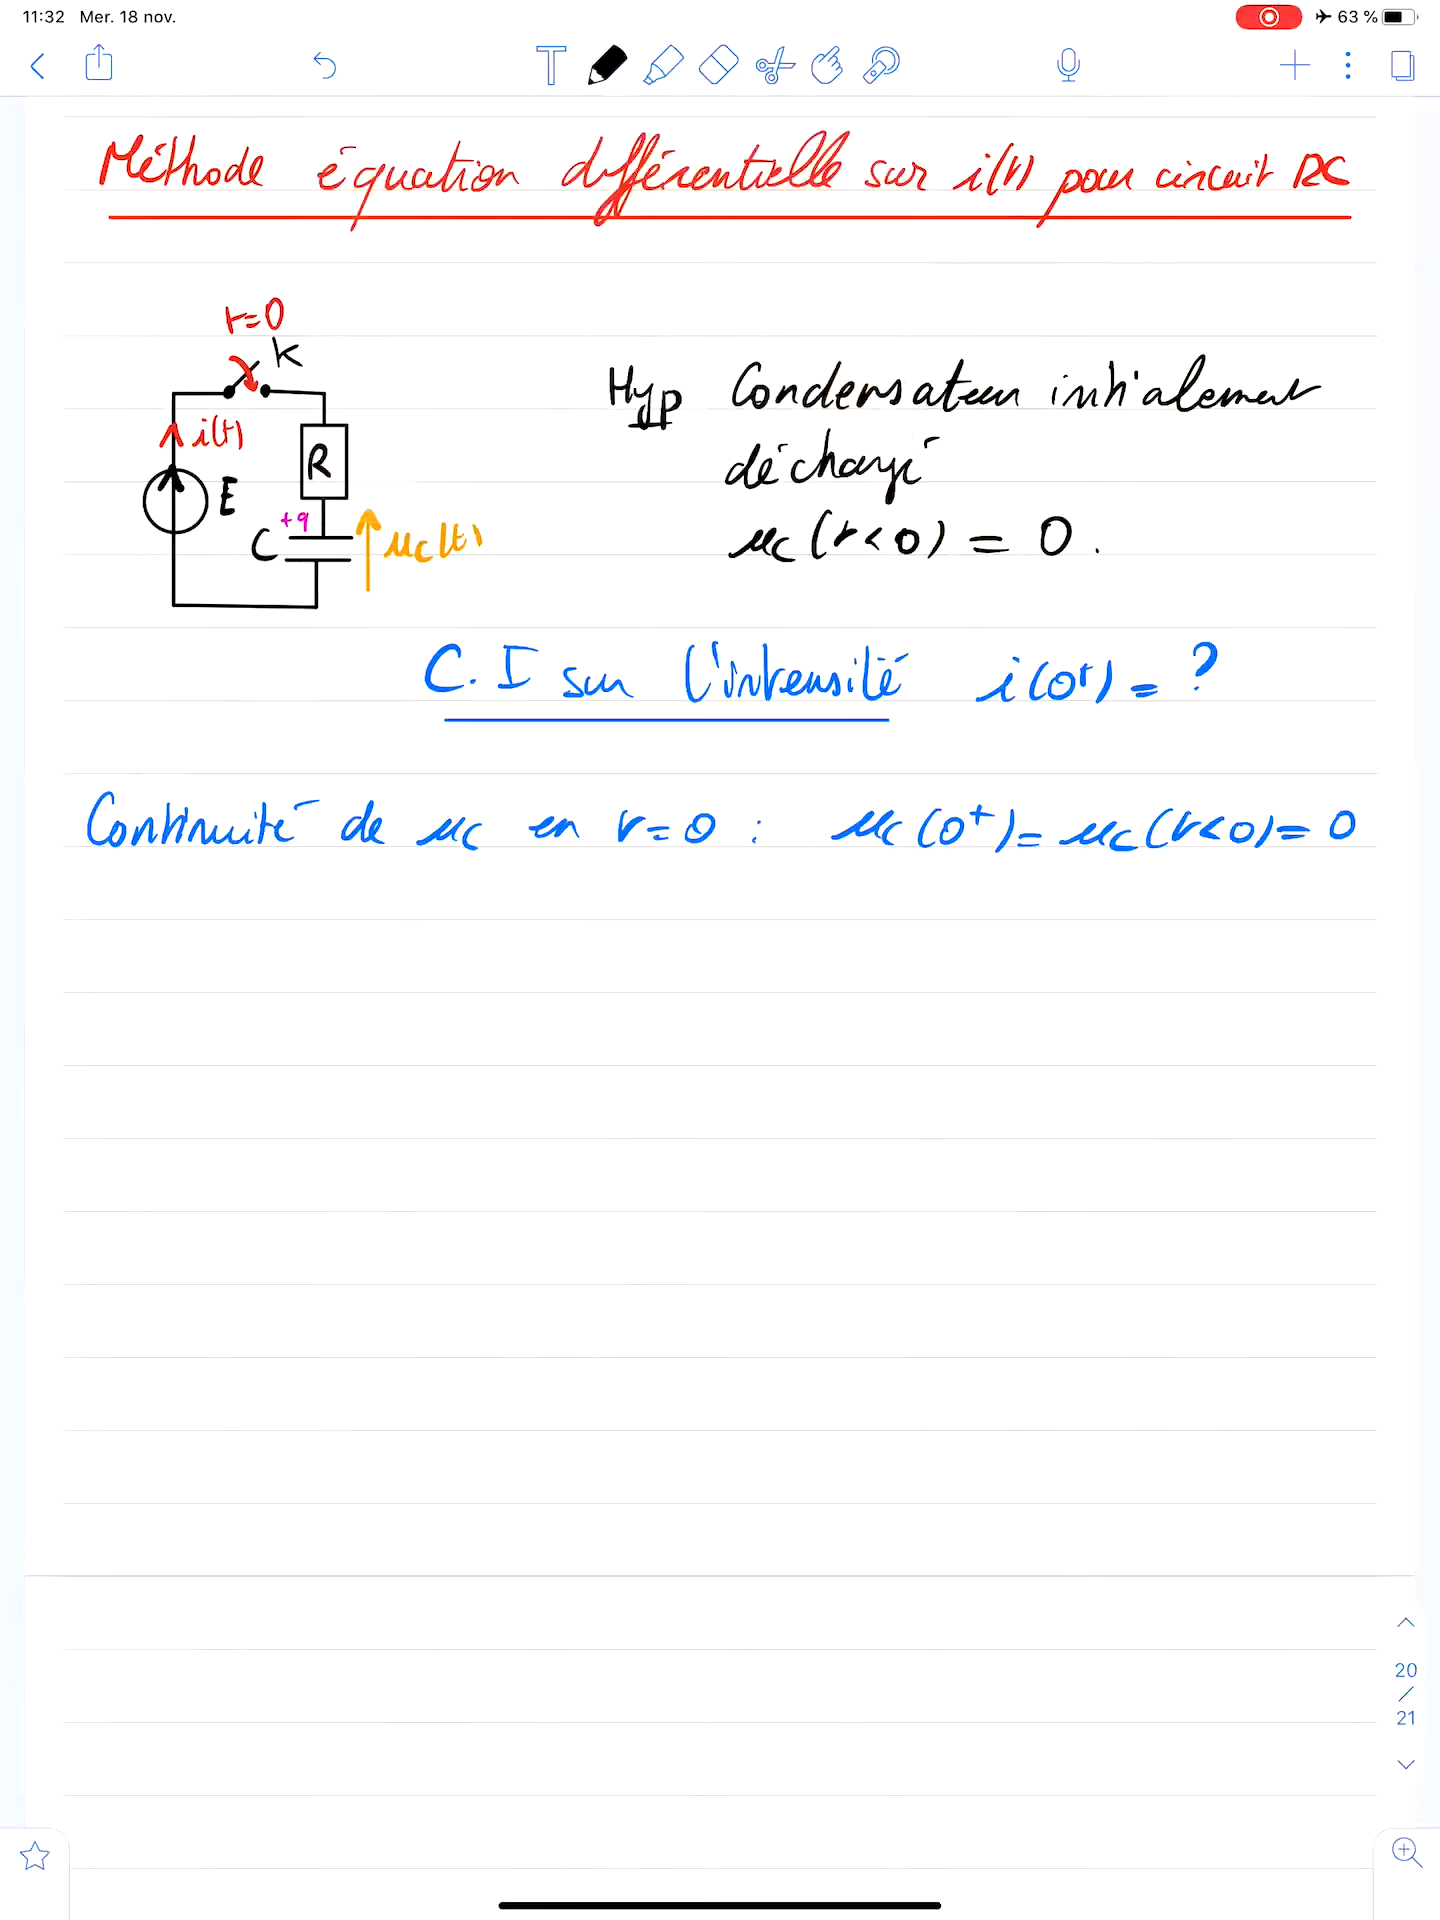 11:32 Mer. 18 nov. 63 %
Méthode équation différentielle sur i(t) pour circuit RC
t=0
K
i(t)
R
E
+q
C
uc(t)
Hyp Condensateur initialement
déchargé
uc(t<0) = 0.
C.I sur l'intensité i(0+) = ?
Continuité de uc en t=0 : uc(0+) = uc(t<0) = 0
20
/
21